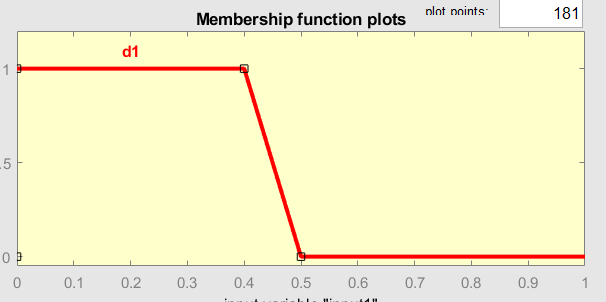 Membership function plots
plot points:
181
d1
1
.5
0
0 0.1 0.2 0.3 0.4 0.5 0.6 0.7 0.8 0.9 1
input variable "input1"